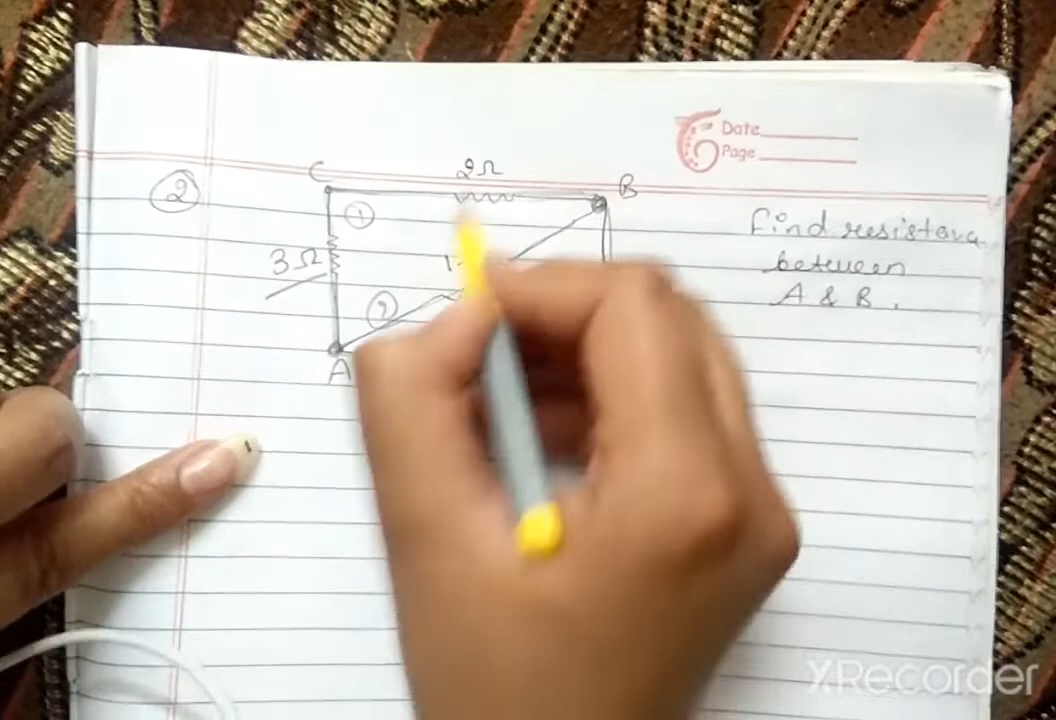 Date
Page
2
C
2Ω
B
1
Find resistance
3Ω
between
2
A & B.
A
XRecorder